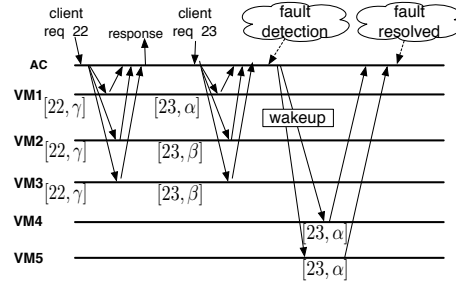 client
req 22
response
client
req 23
fault
detection
fault
resolved
AC
VM1
[22, γ]
[23, α]
wakeup
VM2
[22, γ]
[23, β]
VM3
[22, γ]
[23, β]
VM4
[23, α]
VM5
[23, α]